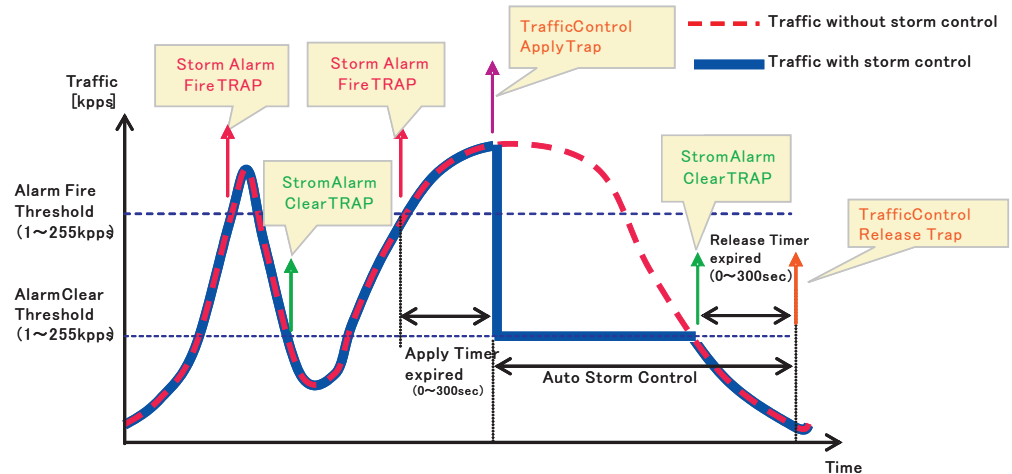 Traffic without storm control
Traffic with storm control
TrafficControl
ApplyTrap
Storm Alarm
FireTRAP
Storm Alarm
FireTRAP
Traffic
[kpps]
StromAlarm
ClearTRAP
StromAlarm
ClearTRAP
Alarm Fire
Threshold
(1～255kpps)
TrafficControl
Release Trap
Release Timer
expired
(0～300sec)
AlarmClear
Threshold
(1～255kpps)
Apply Timer
expired
(0～300sec)
Auto Storm Control
Time